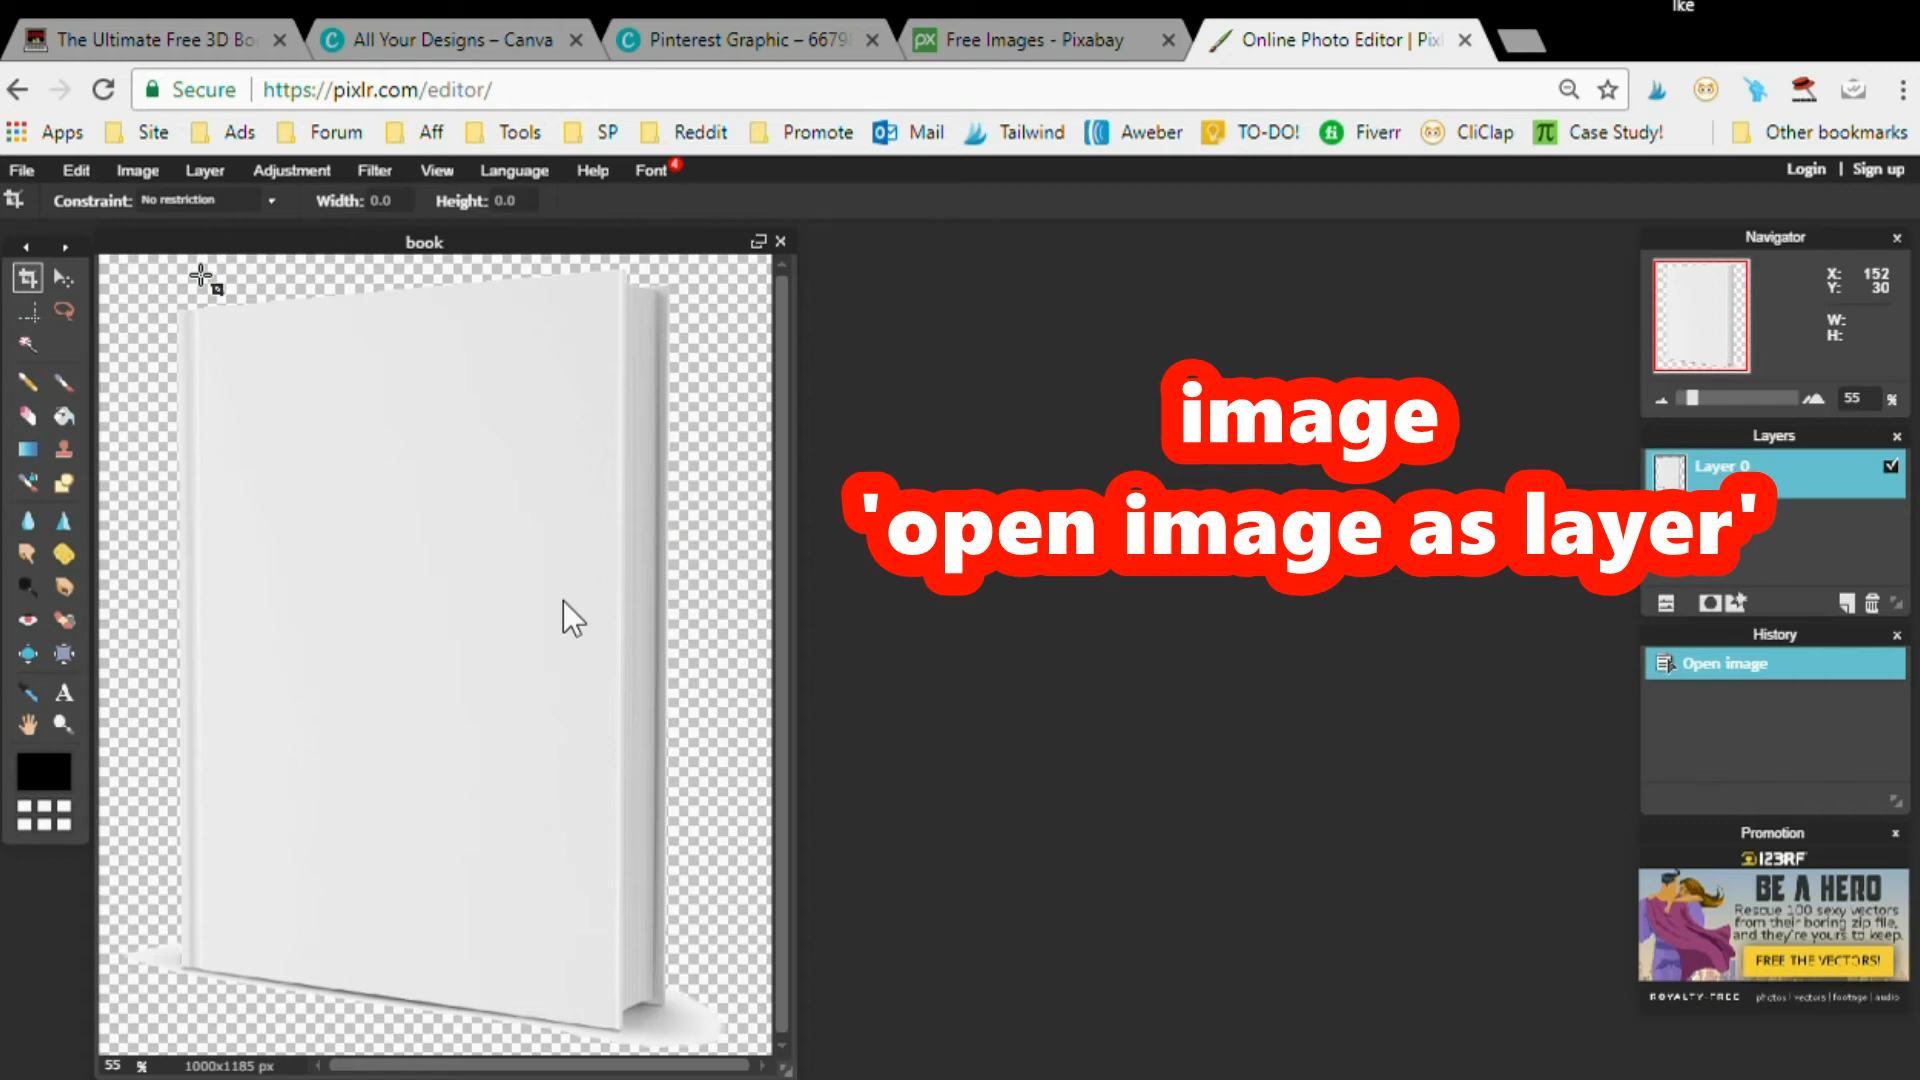 Ike
The Ultimate Free 3D Bo
All Your Designs – Canva
Pinterest Graphic – 6679
Free Images - Pixabay
Online Photo Editor | Pixl
Secure
https://pixlr.com/editor/
Apps
Site
Ads
Forum
Aff
Tools
SP
Reddit
Promote
Mail
Tailwind
Aweber
TO-DO!
Fiverr
CliClap
Case Study!
Other bookmarks
File Edit Image Layer Adjustment Filter View Language Help Font 4
Login | Sign up
Constraint: No restriction Width: 0.0 Height: 0.0
book
Navigator
X: 152
Y: 30
W:
H:
55 %
Layers
Layer 0
image
'open image as layer'
History
Open image
Promotion
123RF
BE A HERO
Rescue 100 sexy vectors
from their boring zip file,
and they're yours to keep.
FREE THE VECTORS!
ROYALTY-FREE photos | vectors | footage | audio
55 % 1000x1185 px